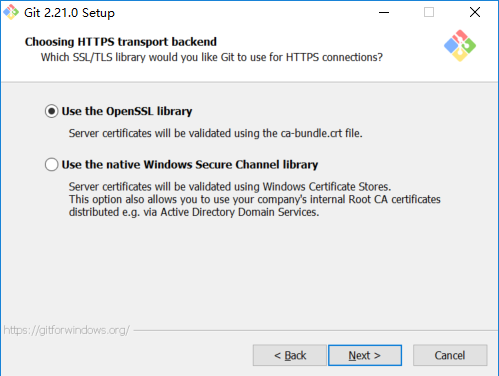 Git 2.21.0 Setup
Choosing HTTPS transport backend
Which SSL/TLS library would you like Git to use for HTTPS connections?
Use the OpenSSL library
Server certificates will be validated using the ca-bundle.crt file.
Use the native Windows Secure Channel library
Server certificates will be validated using Windows Certificate Stores.
This option also allows you to use your company's internal Root CA certificates
distributed e.g. via Active Directory Domain Services.
https://gitforwindows.org/
< Back
Next >
Cancel